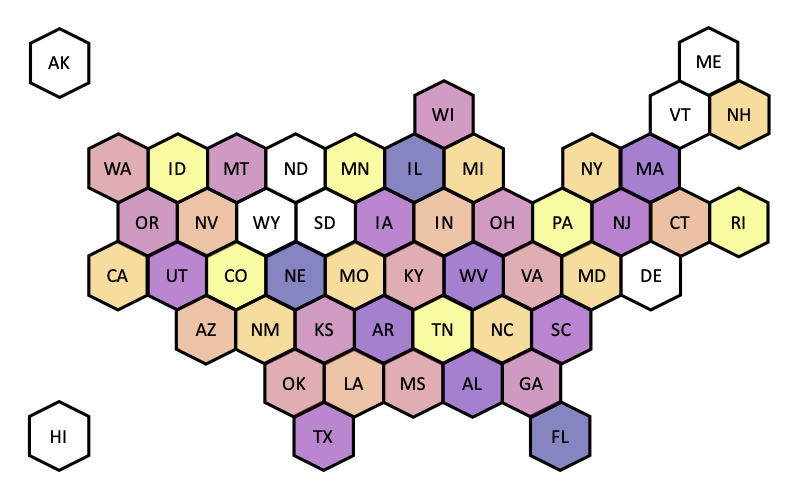 AK
ME
WI
VT NH
WA ID MT ND MN IL MI NY MA
OR NV WY SD IA IN OH PA NJ CT RI
CA UT CO NE MO KY WV VA MD DE
AZ NM KS AR TN NC SC
OK LA MS AL GA
HI TX FL